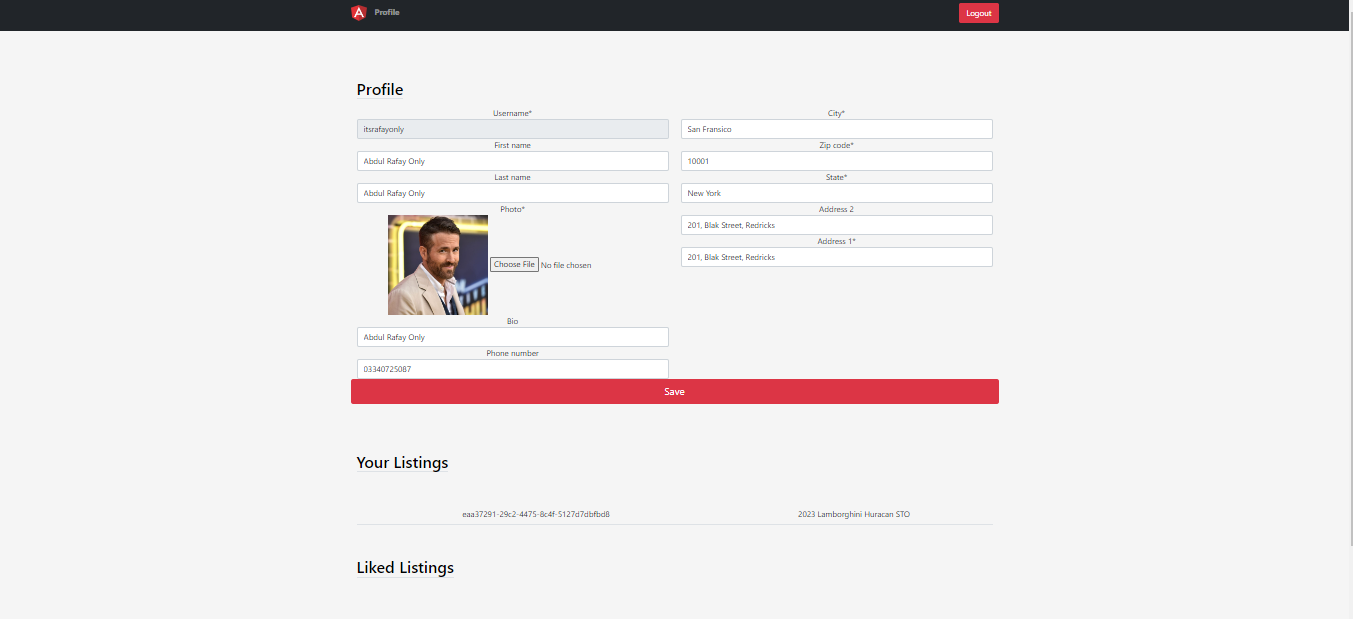 Profile
Logout
Profile
Username*
itsrafayonly
First name
Abdul Rafay Only
Last name
Abdul Rafay Only
Photo*
Choose File No file chosen
Bio
Abdul Rafay Only
Phone number
03340725087
City*
San Fransico
Zip code*
10001
State*
New York
Address 2
201, Blak Street, Redricks
Address 1*
201, Blak Street, Redricks
Save
Your Listings
eaa37291-29c2-4475-8c4f-5127d7dbfbd8 2023 Lamborghini Huracan STO
Liked Listings